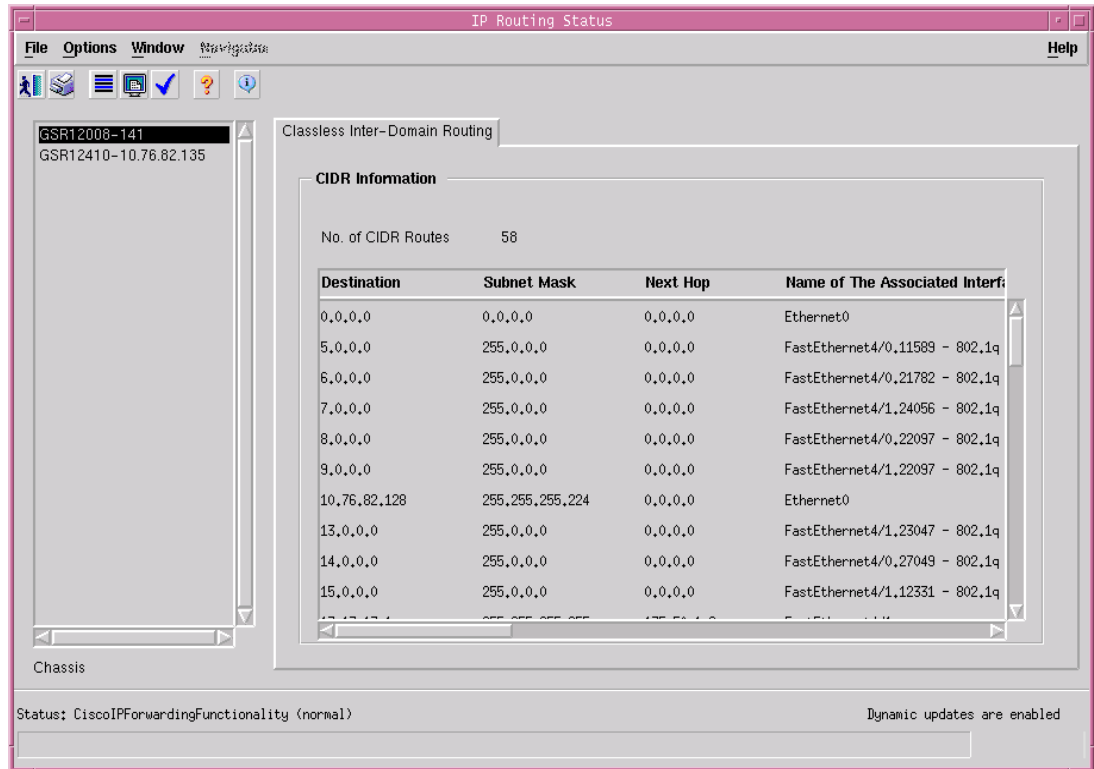 IP Routing Status
File Options Window Navigator Help
GSR12008-141
GSR12410-10.76.82.135
Classless Inter-Domain Routing
CIDR Information
No. of CIDR Routes 58
Destination Subnet Mask Next Hop Name of The Associated Interfa
0.0.0.0 0.0.0.0 0.0.0.0 Ethernet0
5.0.0.0 255.0.0.0 0.0.0.0 FastEthernet4/0.11589 - 802.1q
6.0.0.0 255.0.0.0 0.0.0.0 FastEthernet4/0.21782 - 802.1q
7.0.0.0 255.0.0.0 0.0.0.0 FastEthernet4/1.24056 - 802.1q
8.0.0.0 255.0.0.0 0.0.0.0 FastEthernet4/0.22097 - 802.1q
9.0.0.0 255.0.0.0 0.0.0.0 FastEthernet4/1.22097 - 802.1q
10.76.82.128 255.255.255.224 0.0.0.0 Ethernet0
13.0.0.0 255.0.0.0 0.0.0.0 FastEthernet4/1.23047 - 802.1q
14.0.0.0 255.0.0.0 0.0.0.0 FastEthernet4/0.27049 - 802.1q
15.0.0.0 255.0.0.0 0.0.0.0 FastEthernet4/1.12331 - 802.1q
Chassis
Status: CiscoIPForwardingFunctionality (normal) Dynamic updates are enabled